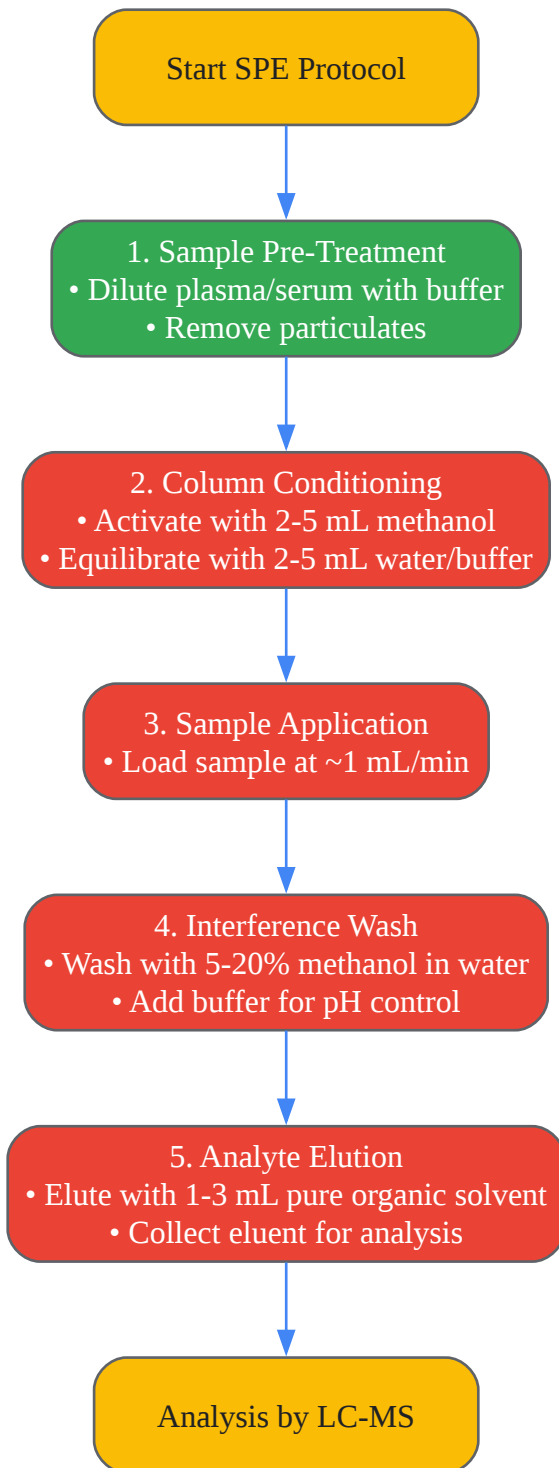 Start SPE Protocol
1. Sample Pre-Treatment
• Dilute plasma/serum with buffer
• Remove particulates
2. Column Conditioning
• Activate with 2-5 mL methanol
• Equilibrate with 2-5 mL water/buffer
3. Sample Application
• Load sample at ~1 mL/min
4. Interference Wash
• Wash with 5-20% methanol in water
• Add buffer for pH control
5. Analyte Elution
• Elute with 1-3 mL pure organic solvent
• Collect eluent for analysis
Analysis by LC-MS